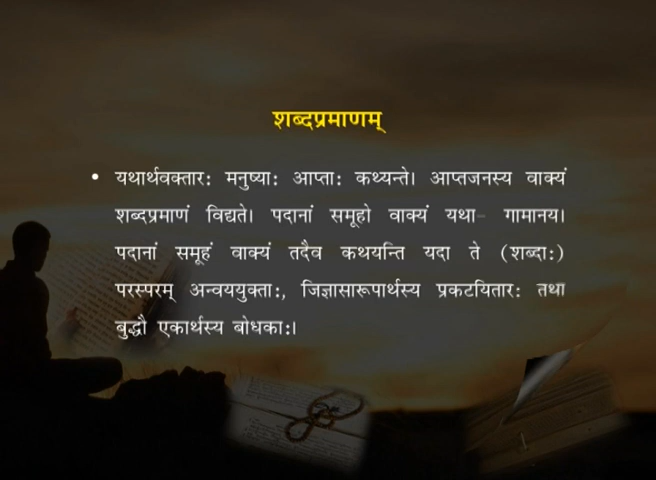 शब्दप्रमाणम्
• यथार्थवक्तार: मनुष्या: आप्ता: कथ्यन्ते। आप्तजनस्य वाक्यं
शब्दप्रमाणं विद्यते। पदानां समूहो वाक्यं यथा- गामानय।
पदानां समूहं वाक्यं तदैव कथयन्ति यदा ते (शब्दा:)
परस्परम् अन्वययुक्ता:, जिज्ञासारूपार्थस्य प्रकटयितार: तथा
बुद्धौ एकार्थस्य बोधका:।